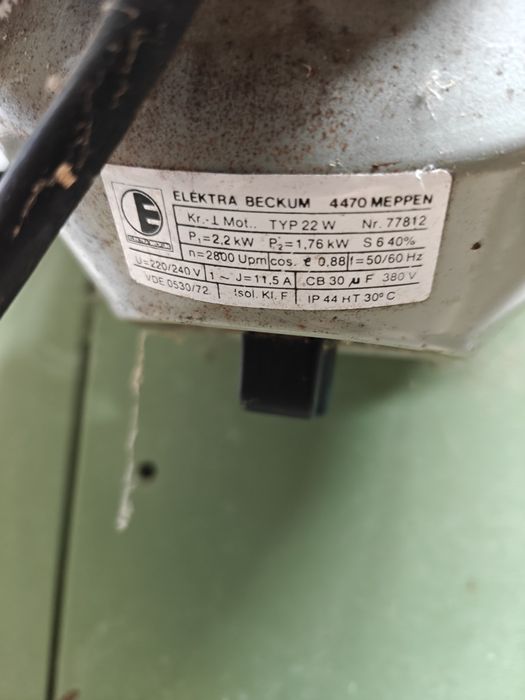 ELEKTRA BECKUM 4470 MEPPEN
Kr.-⊥ Mot.. TYP 22 W Nr. 77812
P₁=2,2 kW P₂=1,76 kW S 6 40%
n=2800 Upm cos. φ 0,88 f=50/60 Hz
U=220/240 V 1~ J=11,5 A CB 30 µF 380 V
VDE 0530/72 Isol. Kl. F IP 44 HT 30°C